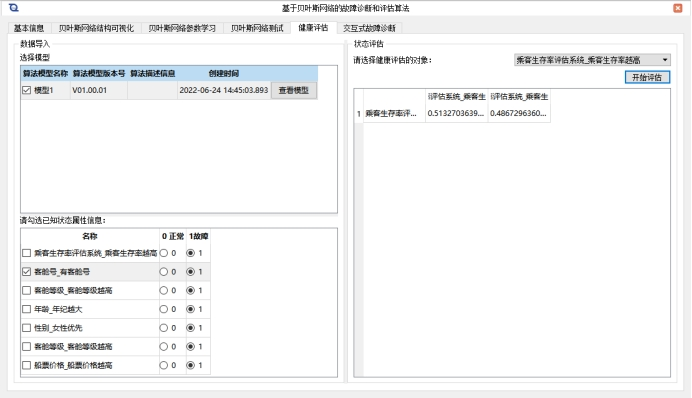 基于贝叶斯网络的故障诊断和评估算法
基本信息 贝叶斯网络结构可视化 贝叶斯网络参数学习 贝叶斯网络测试 健康评估 交互式故障诊断
数据导入
选择模型
算法模型名称 算法模型版本号 算法描述信息 创建时间
模型1 V01.00.01 2022-06-24 14:45:03.893 查看模型
请勾选已知状态属性信息:
名称 0 正常 1故障
乘客生存率评估系统_乘客生存率越高 0 1
客舱号_有客舱号 0 1
客舱等级_客舱等级越高 0 1
年龄_年纪越大 0 1
性别_女性优先 0 1
客舱等级_客舱等级越高 0 1
船票价格_船票价格越高 0 1
状态评估
请选择健康评估的对象: 乘客生存率评估系统_乘客生存率越高
开始评估
评估系统_乘客生 评估系统_乘客生
1 乘客生存率评... 0.5132703639... 0.4867296360...